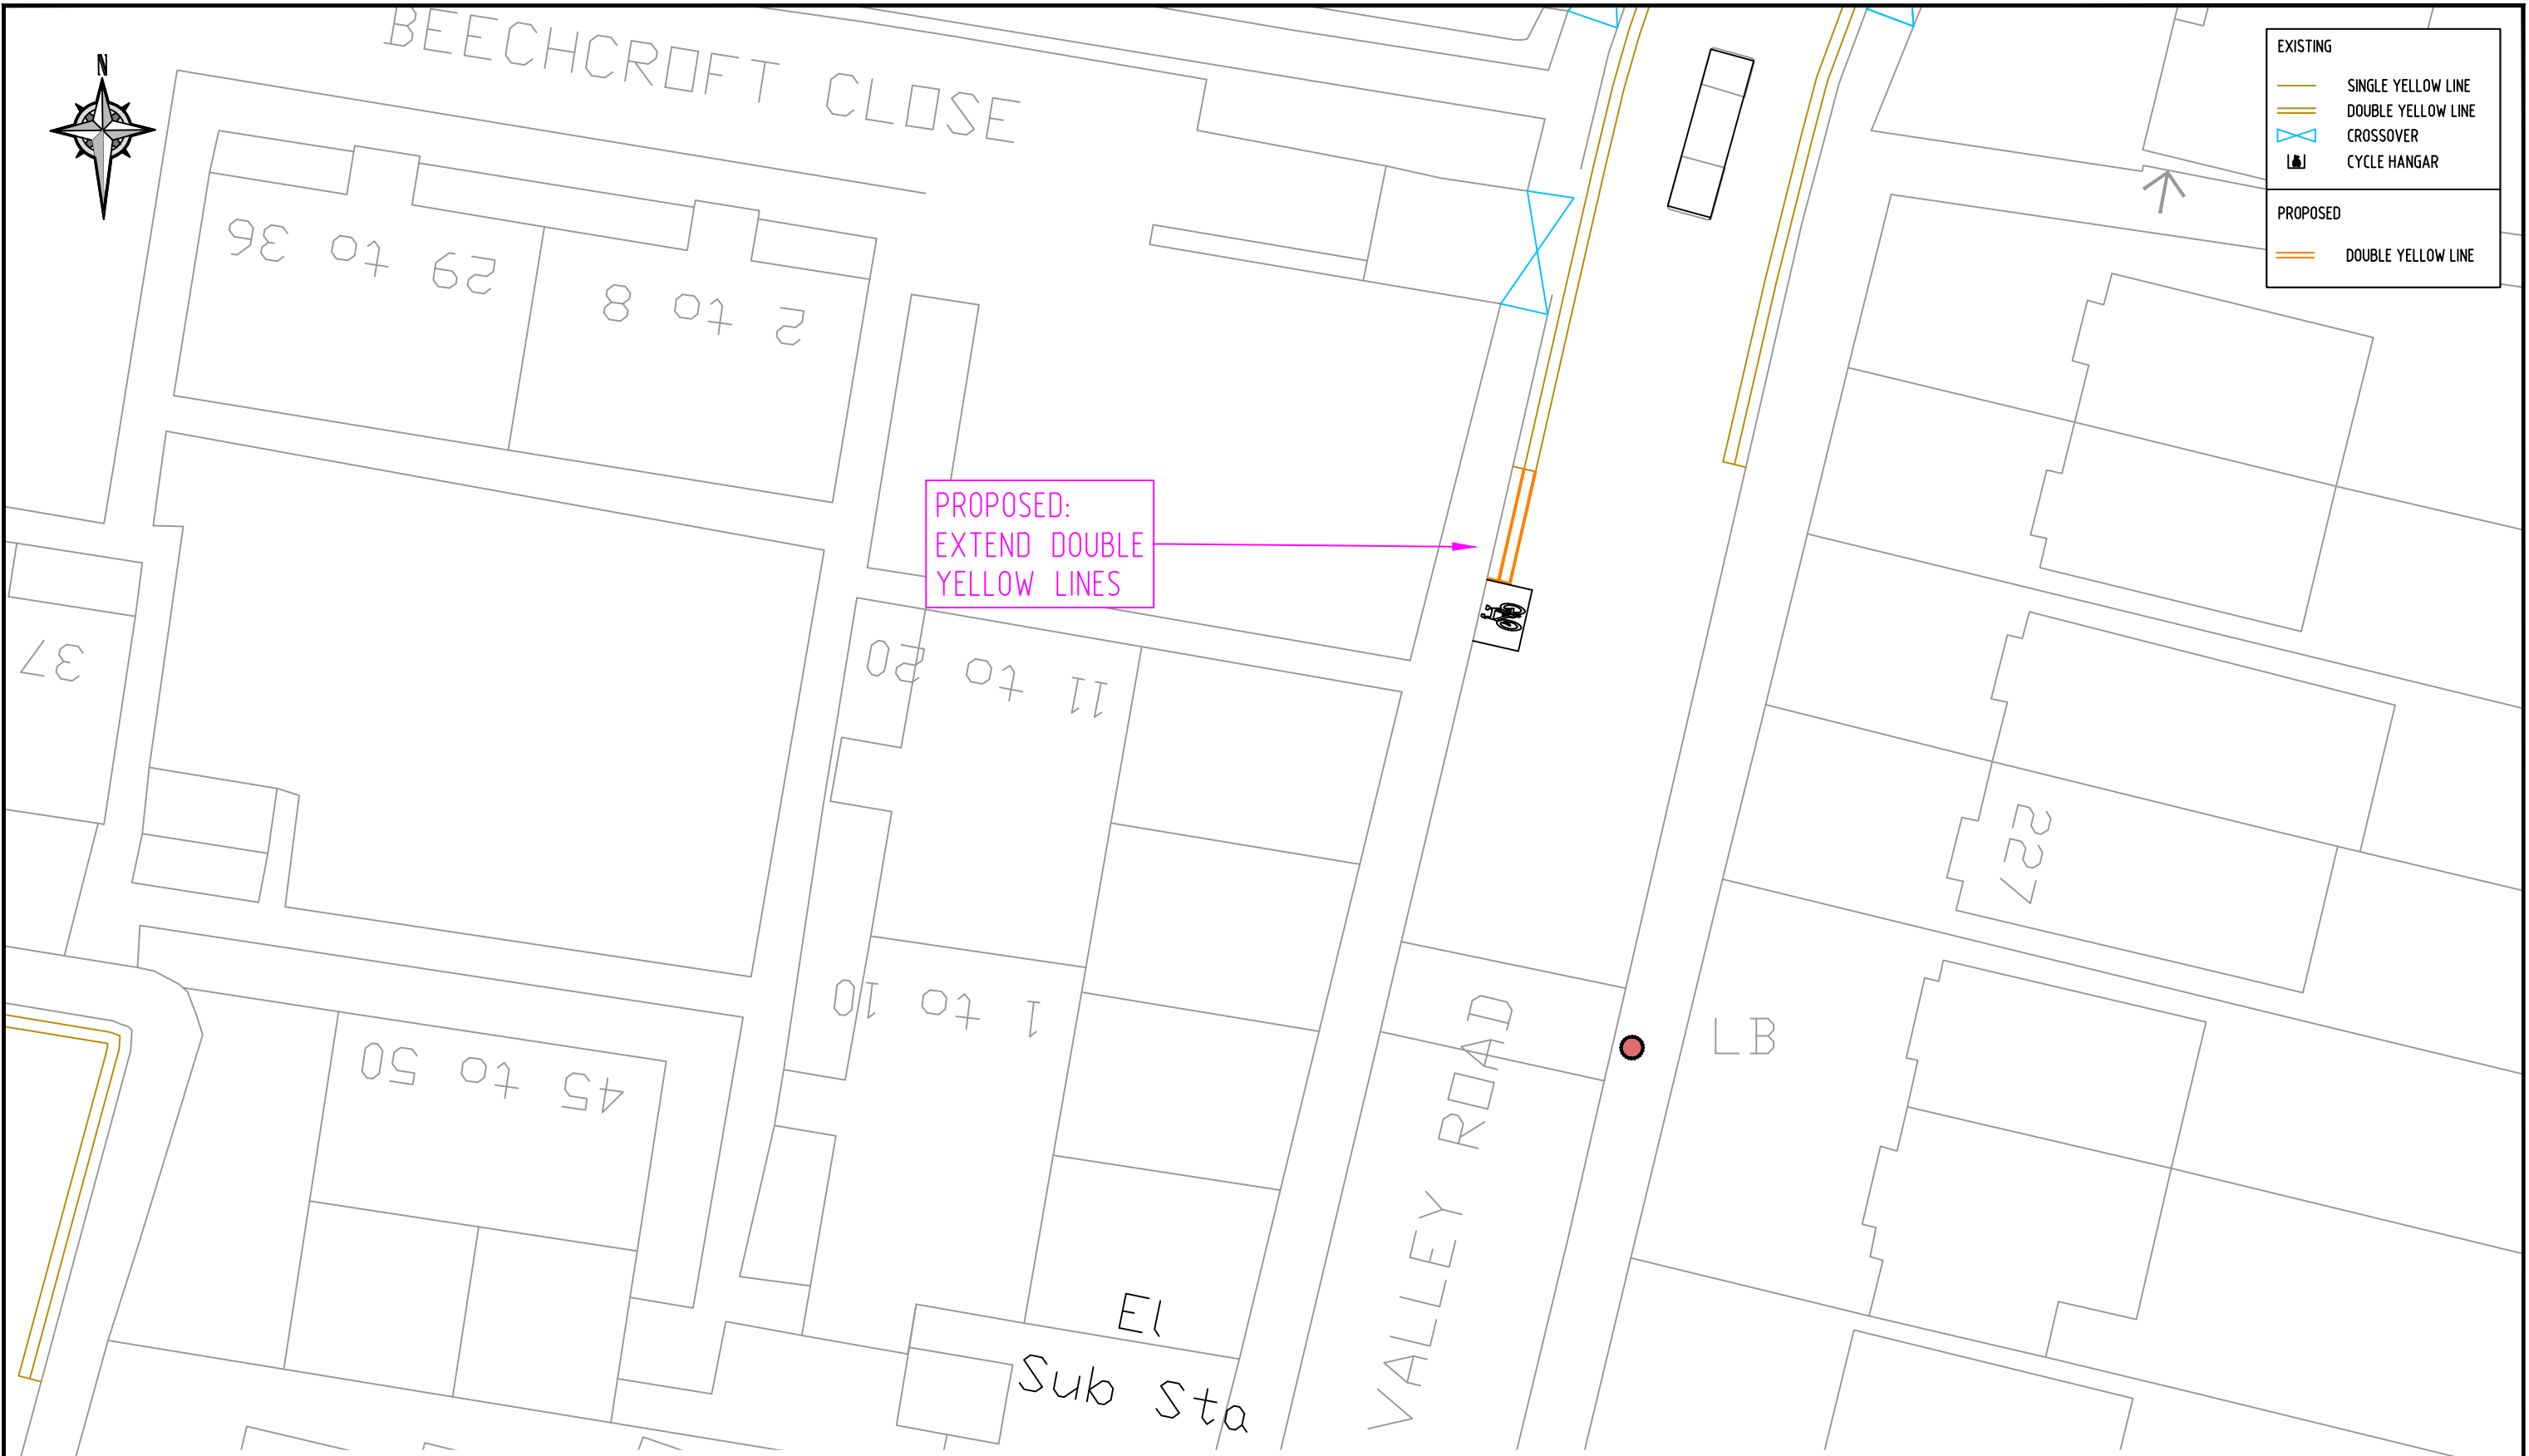 BEECHCROFT CLOSE
N
EXISTING
SINGLE YELLOW LINE
DOUBLE YELLOW LINE
CROSSOVER
CYCLE HANGAR
PROPOSED
DOUBLE YELLOW LINE
29 to 36
2 to 8
PROPOSED:
EXTEND DOUBLE
YELLOW LINES
37
11 to 20
257
1 to 10
45 to 50
LB
VALLEY ROAD
El
Sub Sta